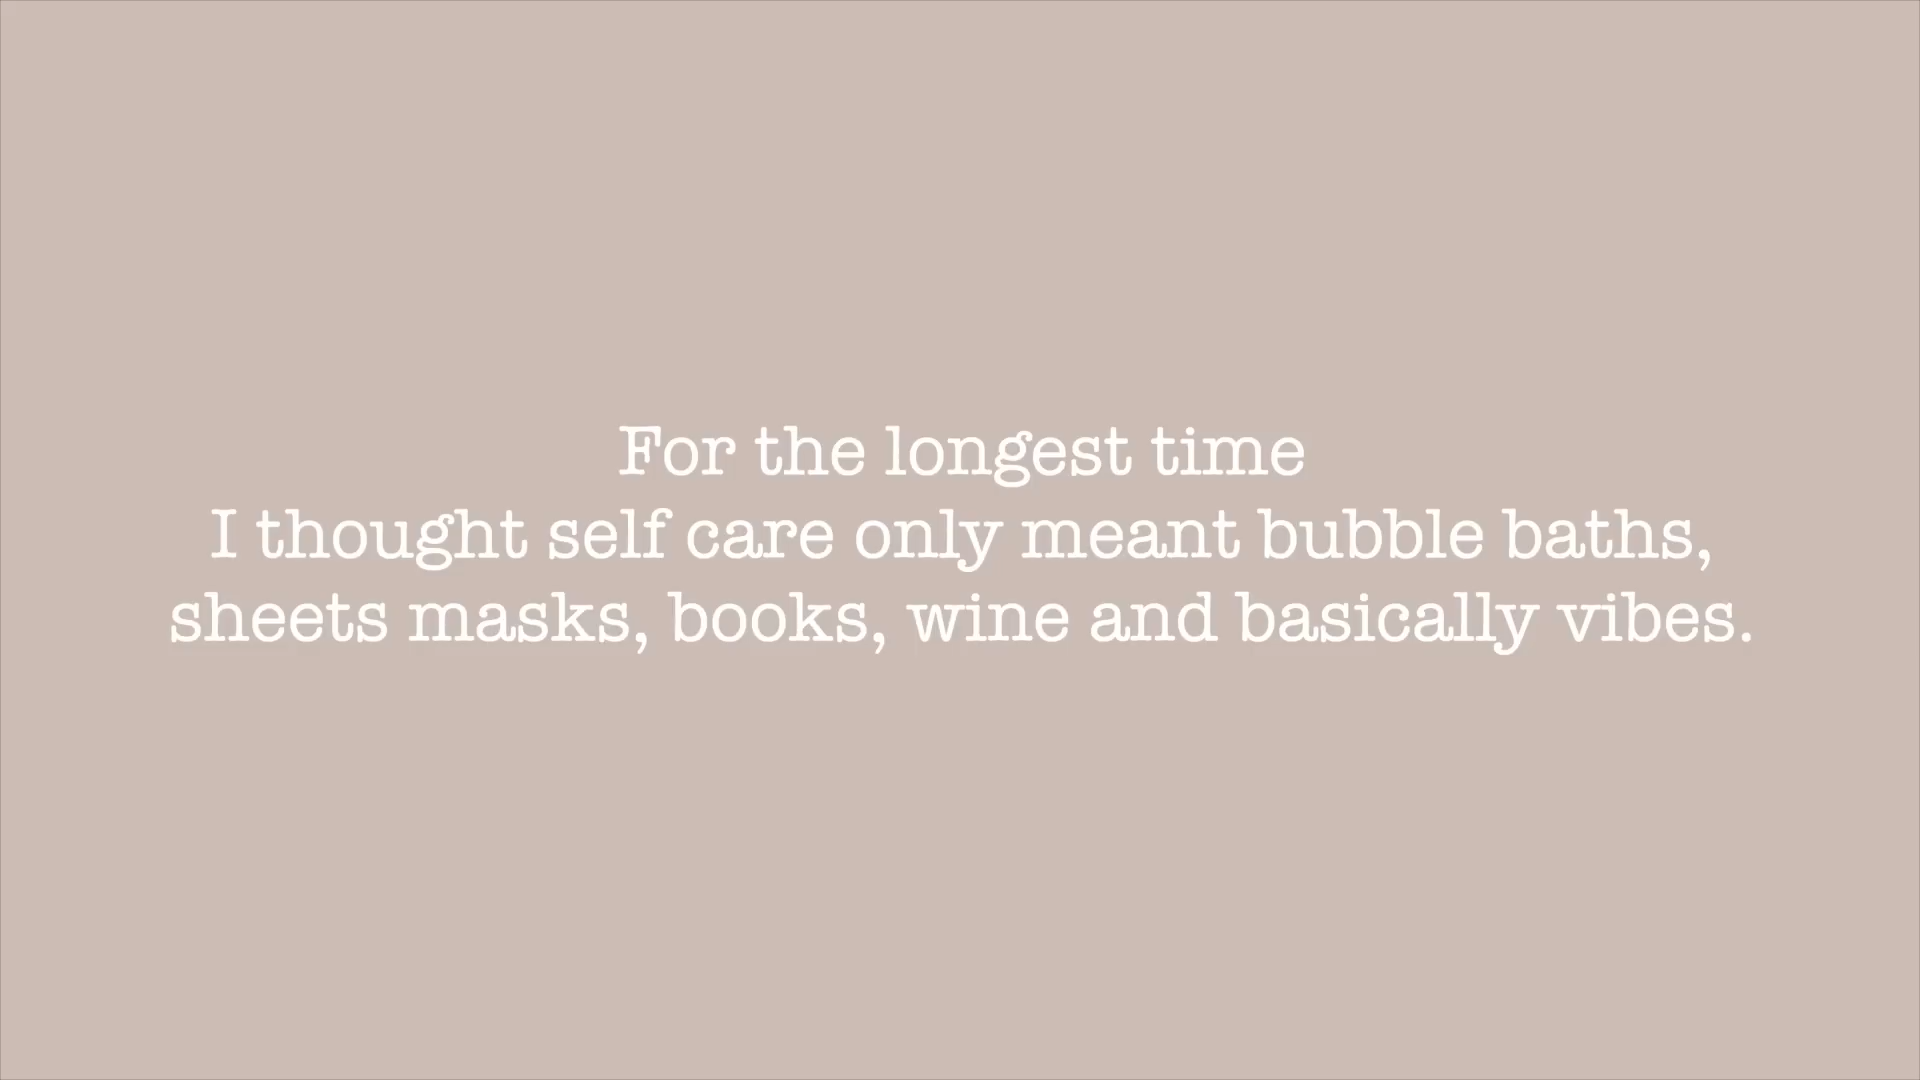 For the longest time
I thought self care only meant bubble baths,
sheets masks, books, wine and basically vibes.